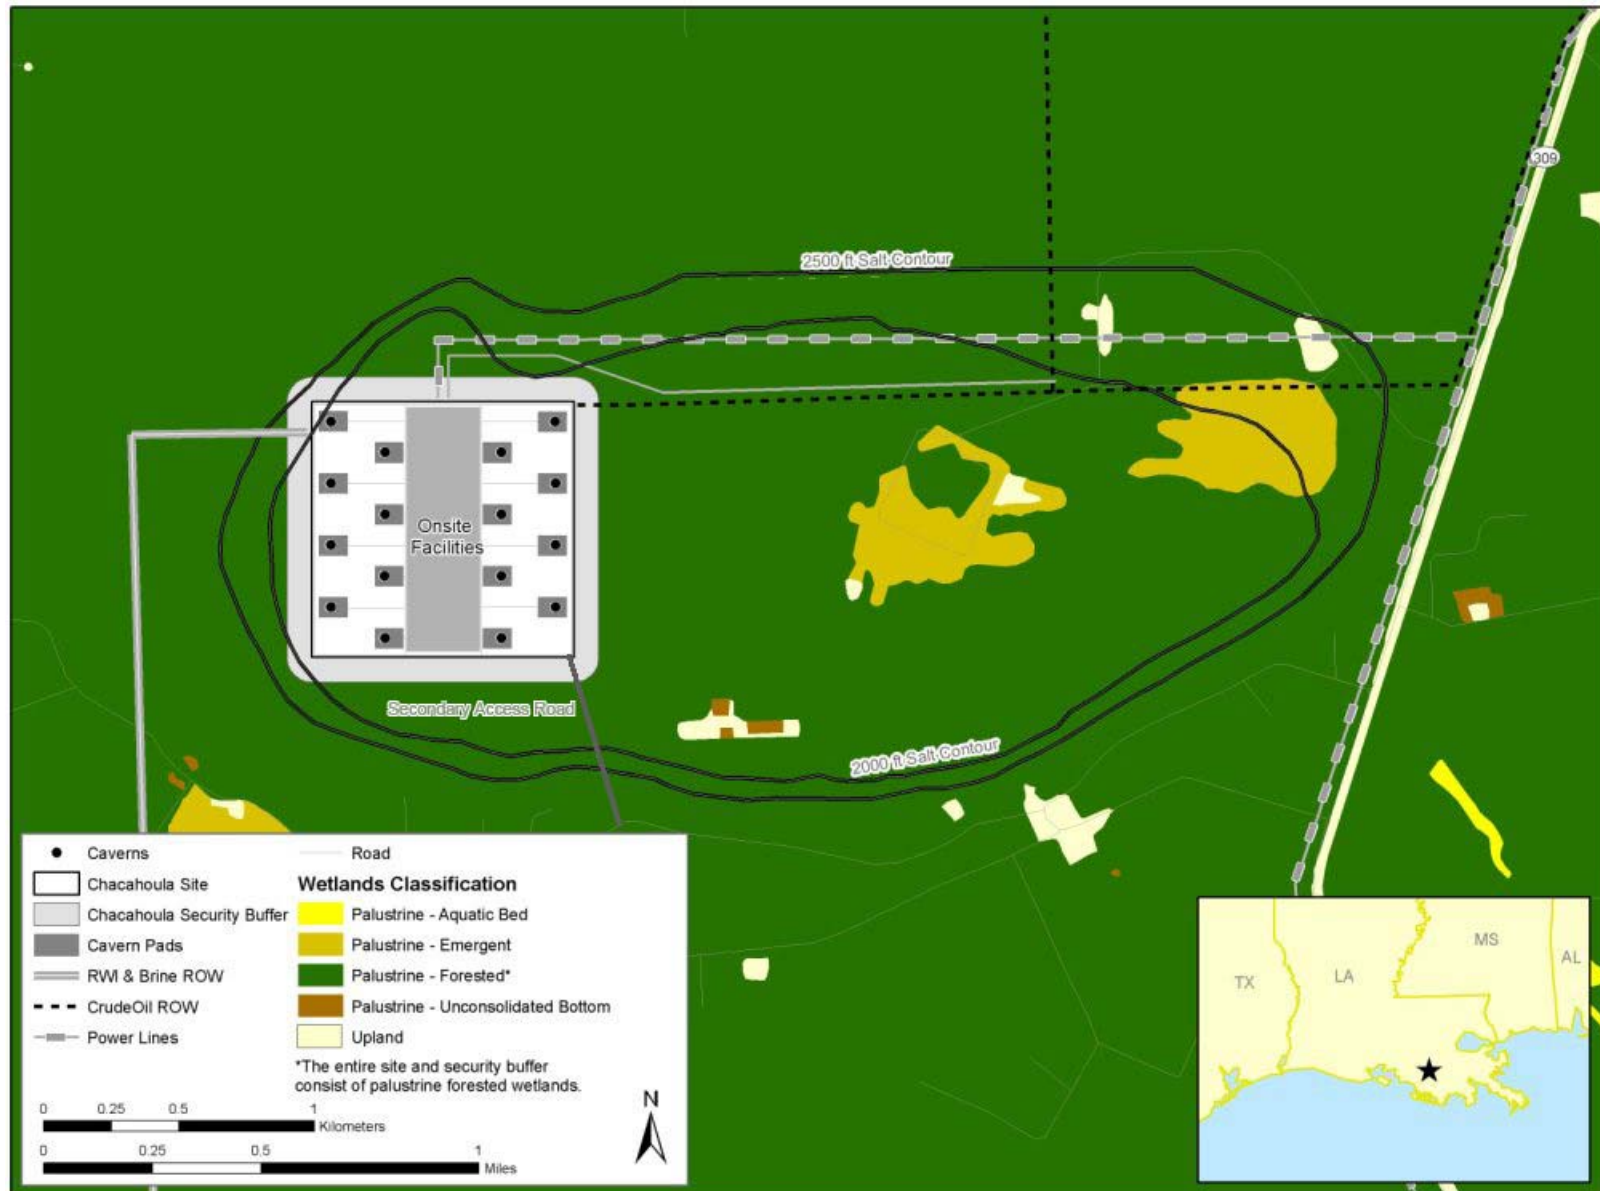 309
2500 ft Salt Contour
Onsite
Facilities
Secondary Access Road
2000 ft Salt Contour
Caverns
Chacahoula Site
Chacahoula Security Buffer
Cavern Pads
RWI & Brine ROW
CrudeOil ROW
Power Lines
Road
Wetlands Classification
Palustrine - Aquatic Bed
Palustrine - Emergent
Palustrine - Forested*
Palustrine - Unconsolidated Bottom
Upland
*The entire site and security buffer
consist of palustrine forested wetlands.
0 0.25 0.5 1
Kilometers
0 0.25 0.5 1
Miles
N
TX
LA
MS
AL